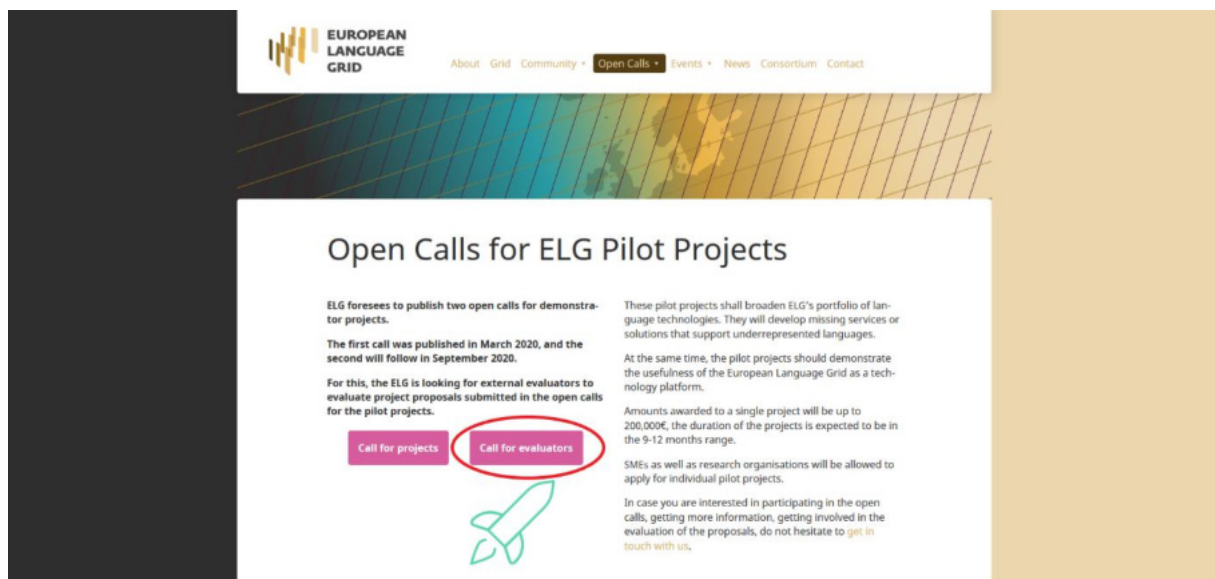 EUROPEAN
LANGUAGE
GRID
About Grid Community Open Calls Events News Consortium Contact
Open Calls for ELG Pilot Projects
ELG foresees to publish two open calls for demonstra-
tor projects.
The first call was published in March 2020, and the
second will follow in September 2020.
For this, the ELG is looking for external evaluators to
evaluate project proposals submitted in the open calls
for the pilot projects.
Call for projects
Call for evaluators
These pilot projects shall broaden ELG's portfolio of lan-
guage technologies. They will develop missing services or
solutions that support underrepresented languages.
At the same time, the pilot projects should demonstrate
the usefulness of the European Language Grid as a tech-
nology platform.
Amounts awarded to a single project will be up to
200,000€, the duration of the projects is expected to be in
the 9-12 months range.
SMEs as well as research organisations will be allowed to
apply for individual pilot projects.
In case you are interested in participating in the open
calls, getting more information, getting involved in the
evaluation of the proposals, do not hesitate to get in
touch with us.